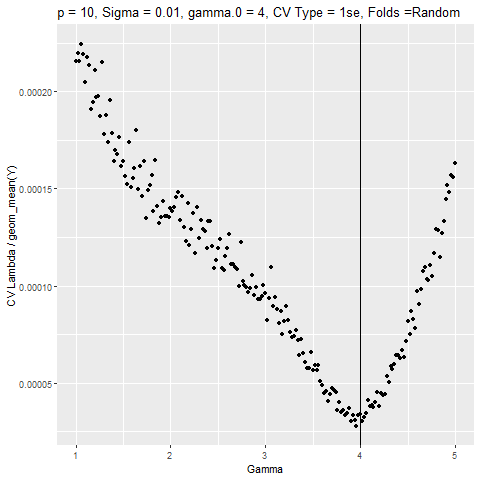 p = 10, Sigma = 0.01, gamma.0 = 4, CV Type = 1se, Folds =Random
CV Lambda / geom_mean(Y)
0.00020
0.00015
0.00010
0.00005
1 2 3 4 5
Gamma